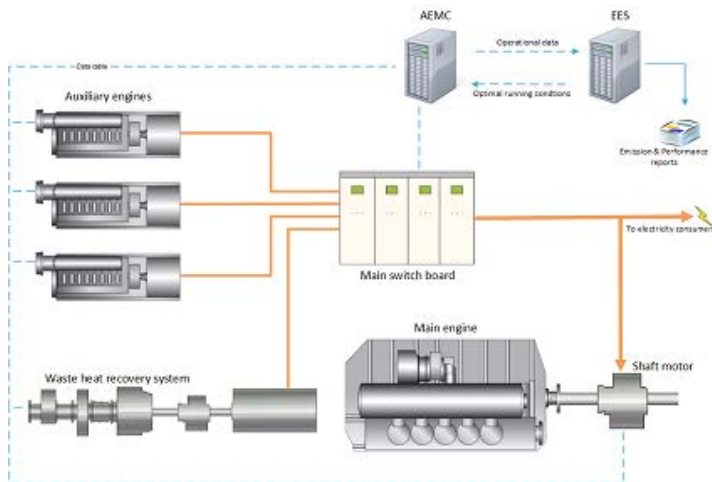 AEMC
EES
Operational data
Data cable
Optimal running condtions
Auxiliary engines
Emission & Performance
reports
To electricity consumers
Main switch board
Main engine
Shaft motor
Waste heat recovery system